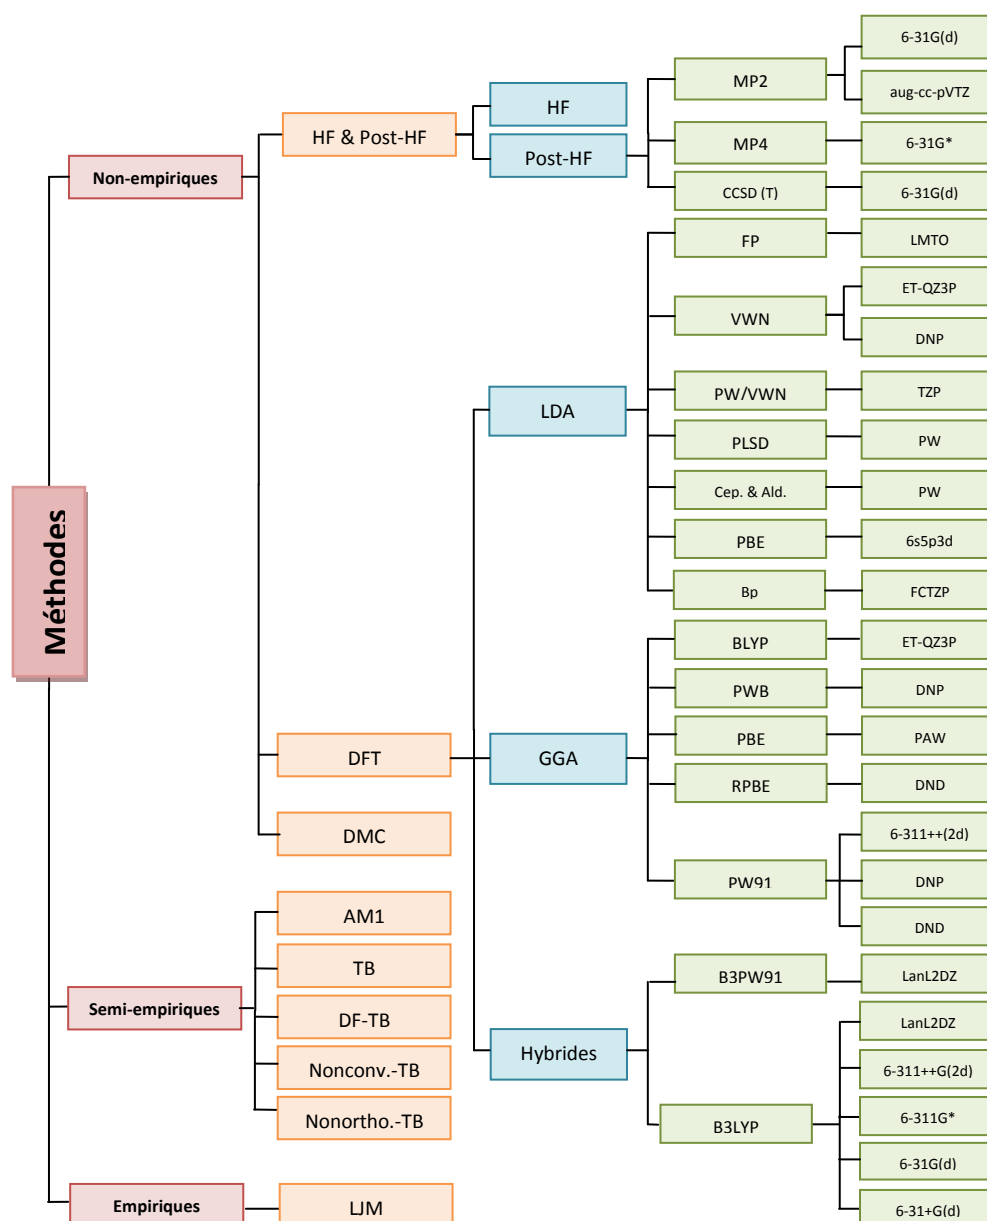 Méthodes
Non-empiriques
HF & Post-HF
HF
Post-HF
MP2
6-31G(d)
aug-cc-pVTZ
MP4
6-31G*
CCSD (T)
6-31G(d)
DFT
LDA
FP
LMTO
VWN
ET-QZ3P
DNP
PW/VWN
TZP
PLSD
PW
Cep. & Ald.
PW
PBE
6s5p3d
Bp
FCTZP
GGA
BLYP
ET-QZ3P
PWB
DNP
PBE
PAW
RPBE
DND
PW91
6-311++(2d)
DNP
DND
Hybrides
B3PW91
LanL2DZ
B3LYP
LanL2DZ
6-311++G(2d)
6-311G*
6-31G(d)
6-31+G(d)
DMC
Semi-empiriques
AM1
TB
DF-TB
Nonconv.-TB
Nonortho.-TB
Empiriques
LJM